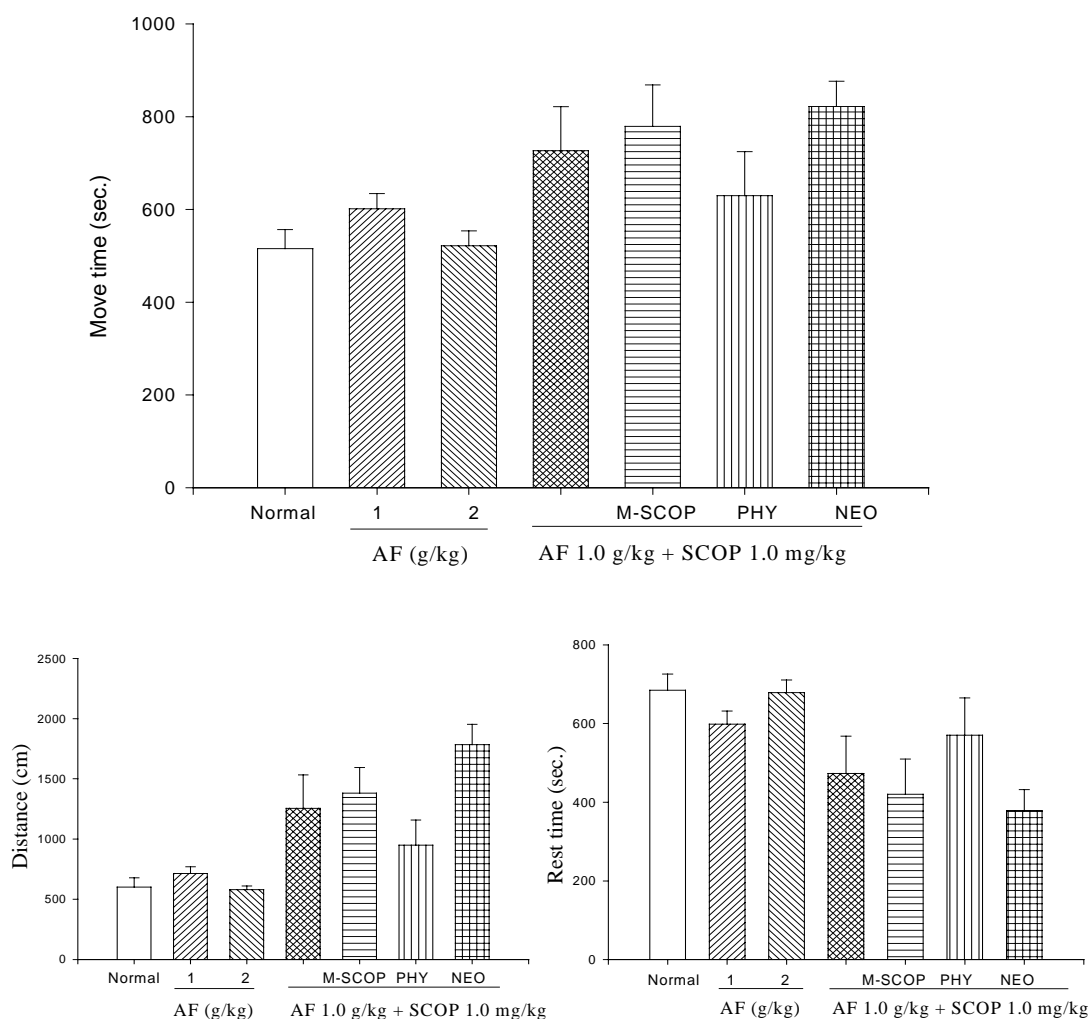 1000
800
600
400
200
0
Move time (sec.)
Normal 1 2 M-SCOP PHY NEO
AF (g/kg) AF 1.0 g/kg + SCOP 1.0 mg/kg
2500
2000
1500
1000
500
0
Distance (cm)
Normal 1 2 M-SCOP PHY NEO
AF (g/kg) AF 1.0 g/kg + SCOP 1.0 mg/kg
800
600
400
200
0
Rest time (sec.)
Normal 1 2 M-SCOP PHY NEO
AF (g/kg) AF 1.0 g/kg + SCOP 1.0 mg/kg